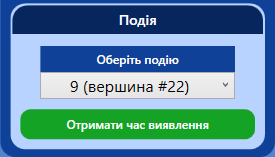 Подія
Оберіть подію
9 (вершина #22)
Отримати час виявлення